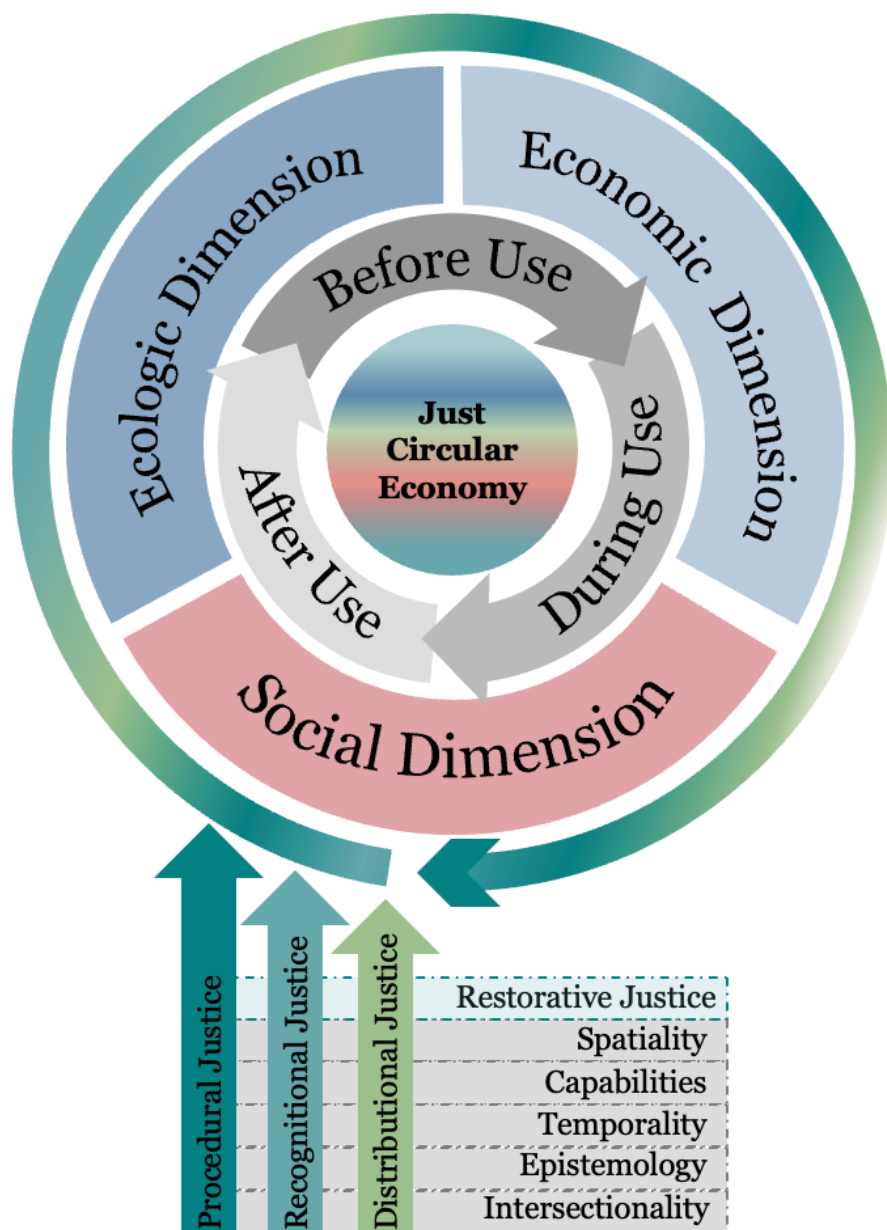 Ecologic Dimension
Economic Dimension
Before Use
Just
Circular
Economy
During Use
After Use
Social Dimension
Procedural Justice
Recognitional Justice
Distributional Justice
Restorative Justice
Spatiality
Capabilities
Temporality
Epistemology
Intersectionality